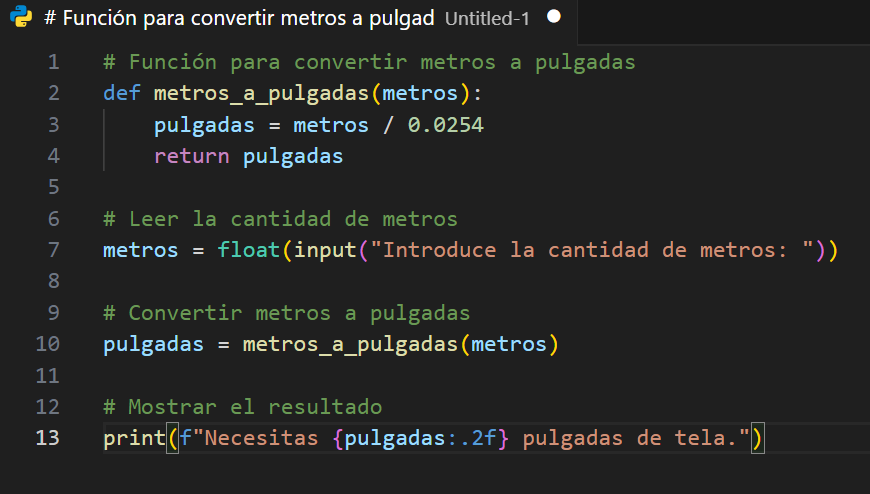 # Función para convertir metros a pulgad Untitled-1
1 # Función para convertir metros a pulgadas
2 def metros_a_pulgadas(metros):
3     pulgadas = metros / 0.0254
4     return pulgadas
5
6 # Leer la cantidad de metros
7 metros = float(input("Introduce la cantidad de metros: "))
8
9 # Convertir metros a pulgadas
10 pulgadas = metros_a_pulgadas(metros)
11
12 # Mostrar el resultado
13 print(f"Necesitas {pulgadas:.2f} pulgadas de tela.")